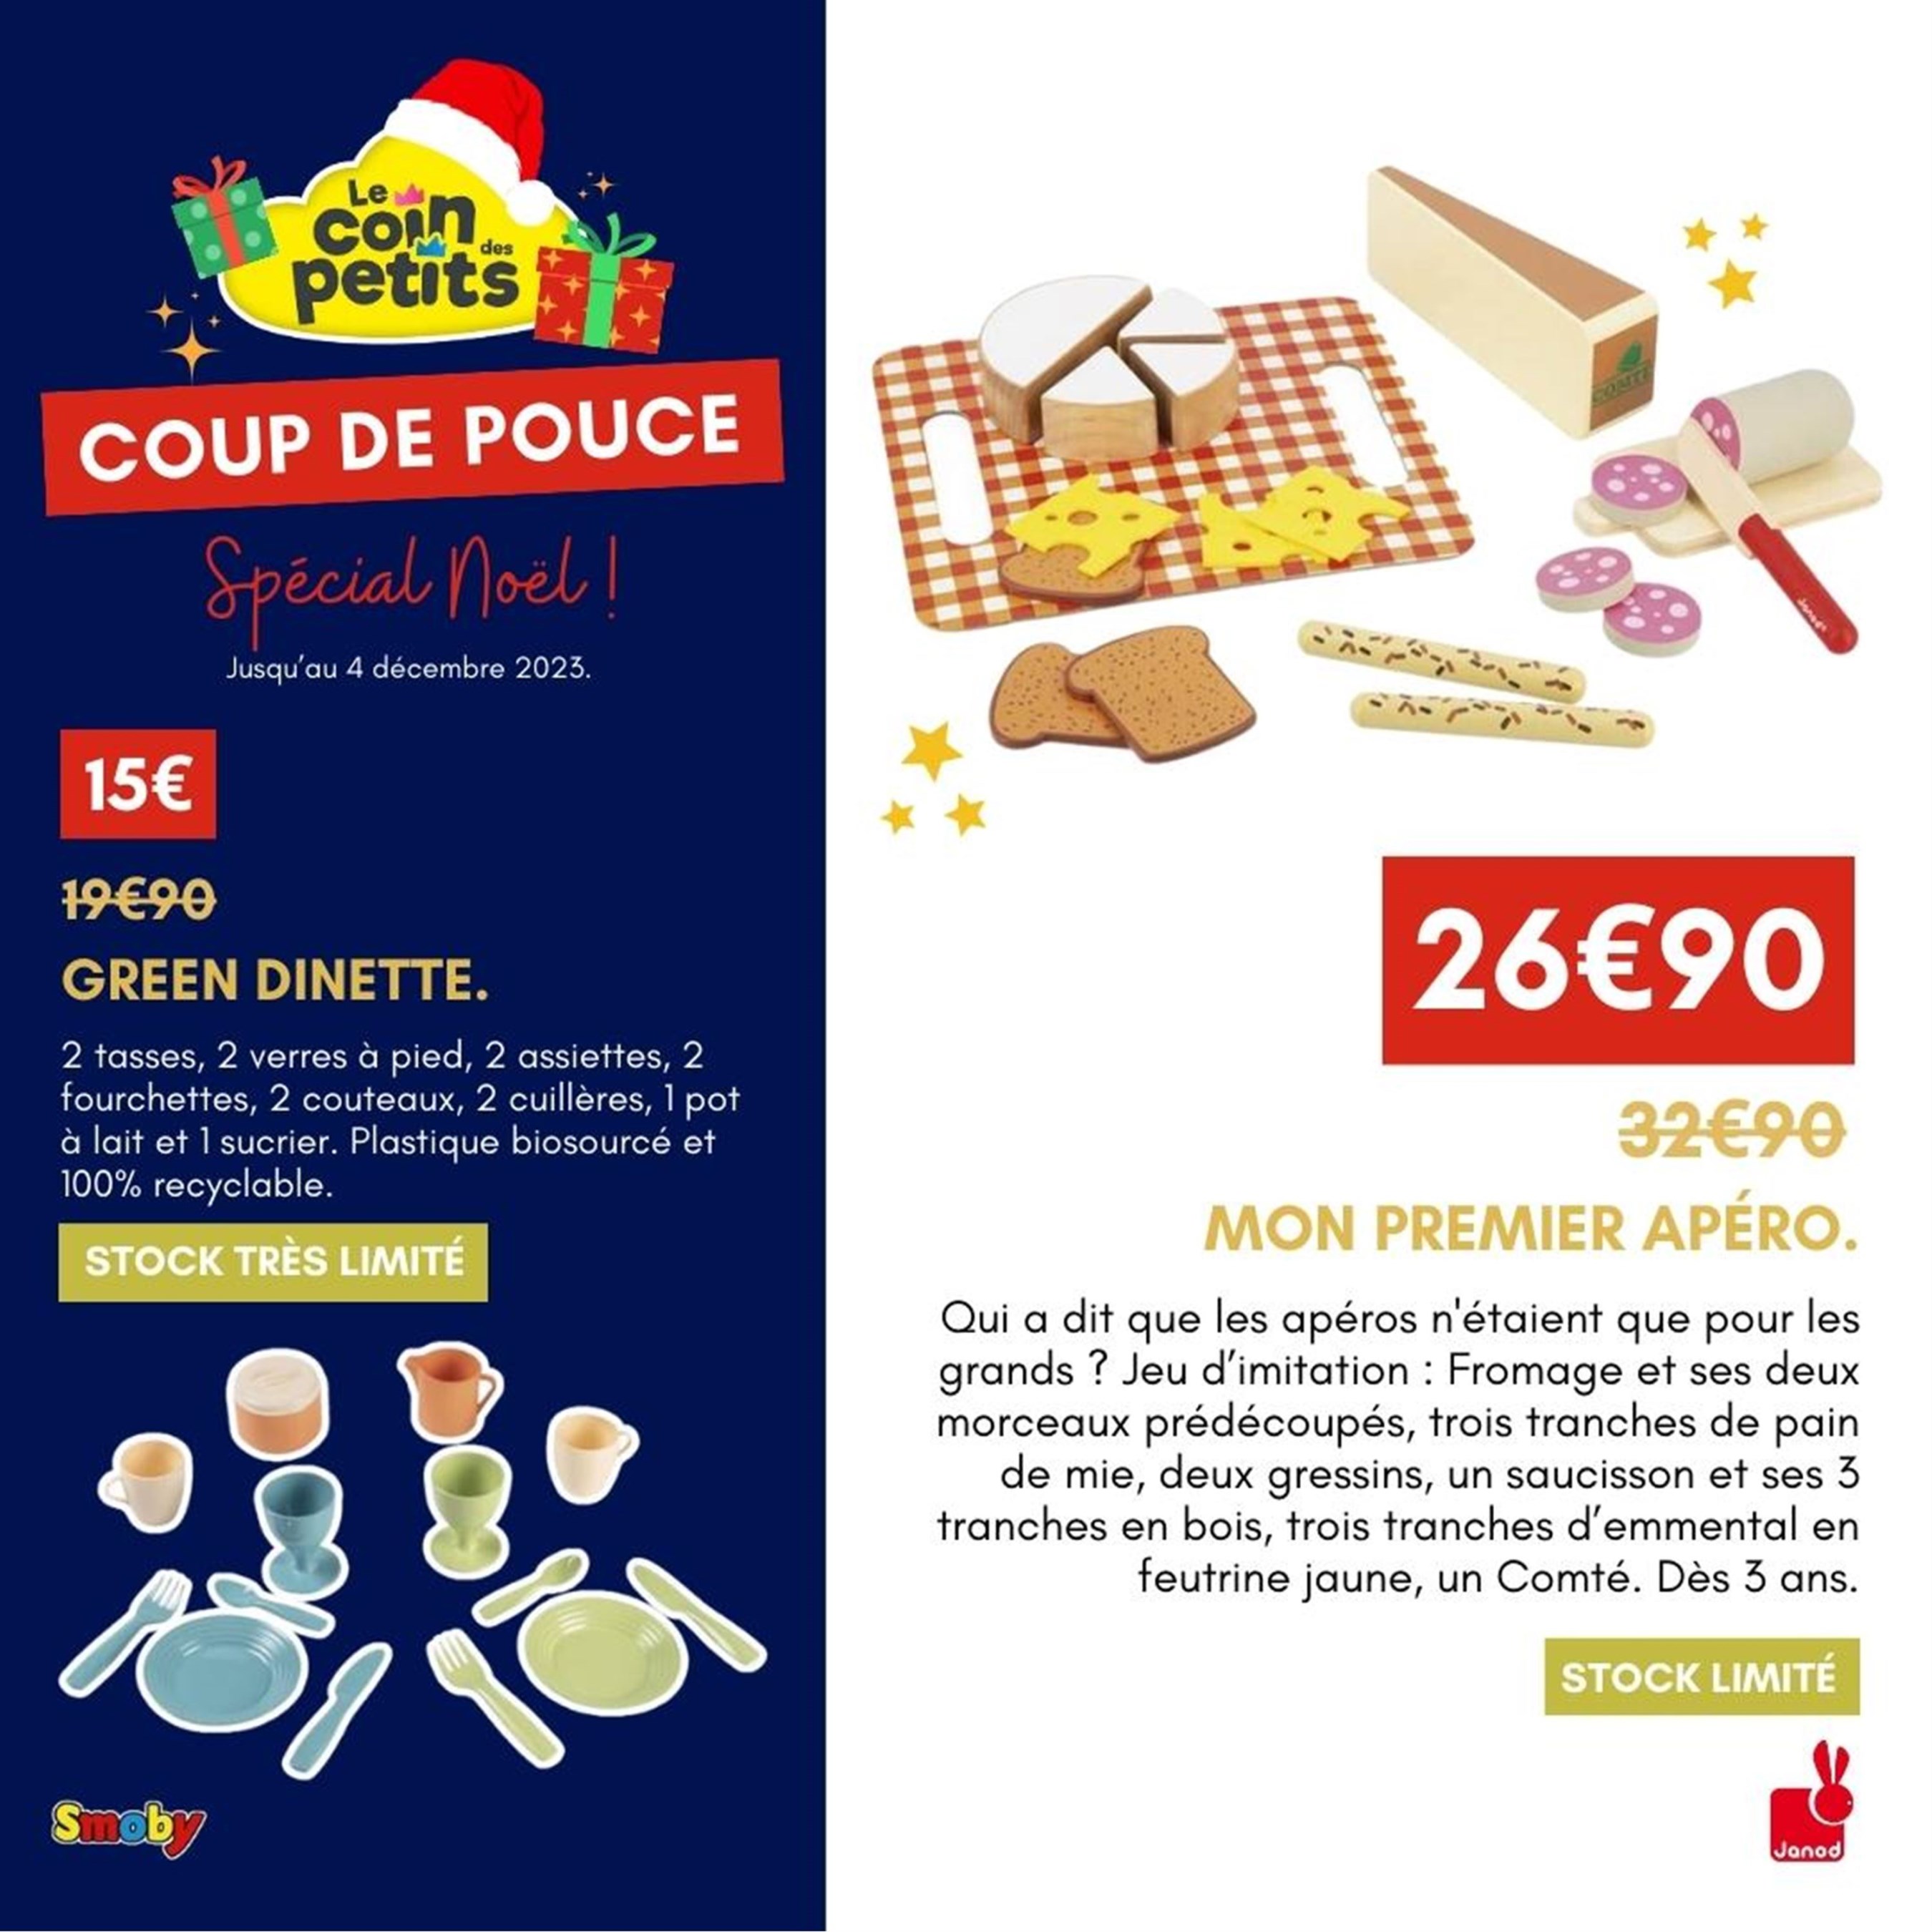 Le
coin
des
petits
COUP DE POUCE
Spécial Noël !
Jusqu'au 4 décembre 2023.
15€
19€90
GREEN DINETTE.
2 tasses, 2 verres à pied, 2 assiettes, 2
fourchettes, 2 couteaux, 2 cuillères, 1 pot
à lait et 1 sucrier. Plastique biosourcé et
100% recyclable.
STOCK TRÈS LIMITÉ
Smoby
COMTÉ
Janod
26€90
32€90
MON PREMIER APÉRO.
Qui a dit que les apéros n'étaient que pour les
grands ? Jeu d'imitation : Fromage et ses deux
morceaux prédécoupés, trois tranches de pain
de mie, deux gressins, un saucisson et ses 3
tranches en bois, trois tranches d'emmental en
feutrine jaune, un Comté. Dès 3 ans.
STOCK LIMITÉ
Janod